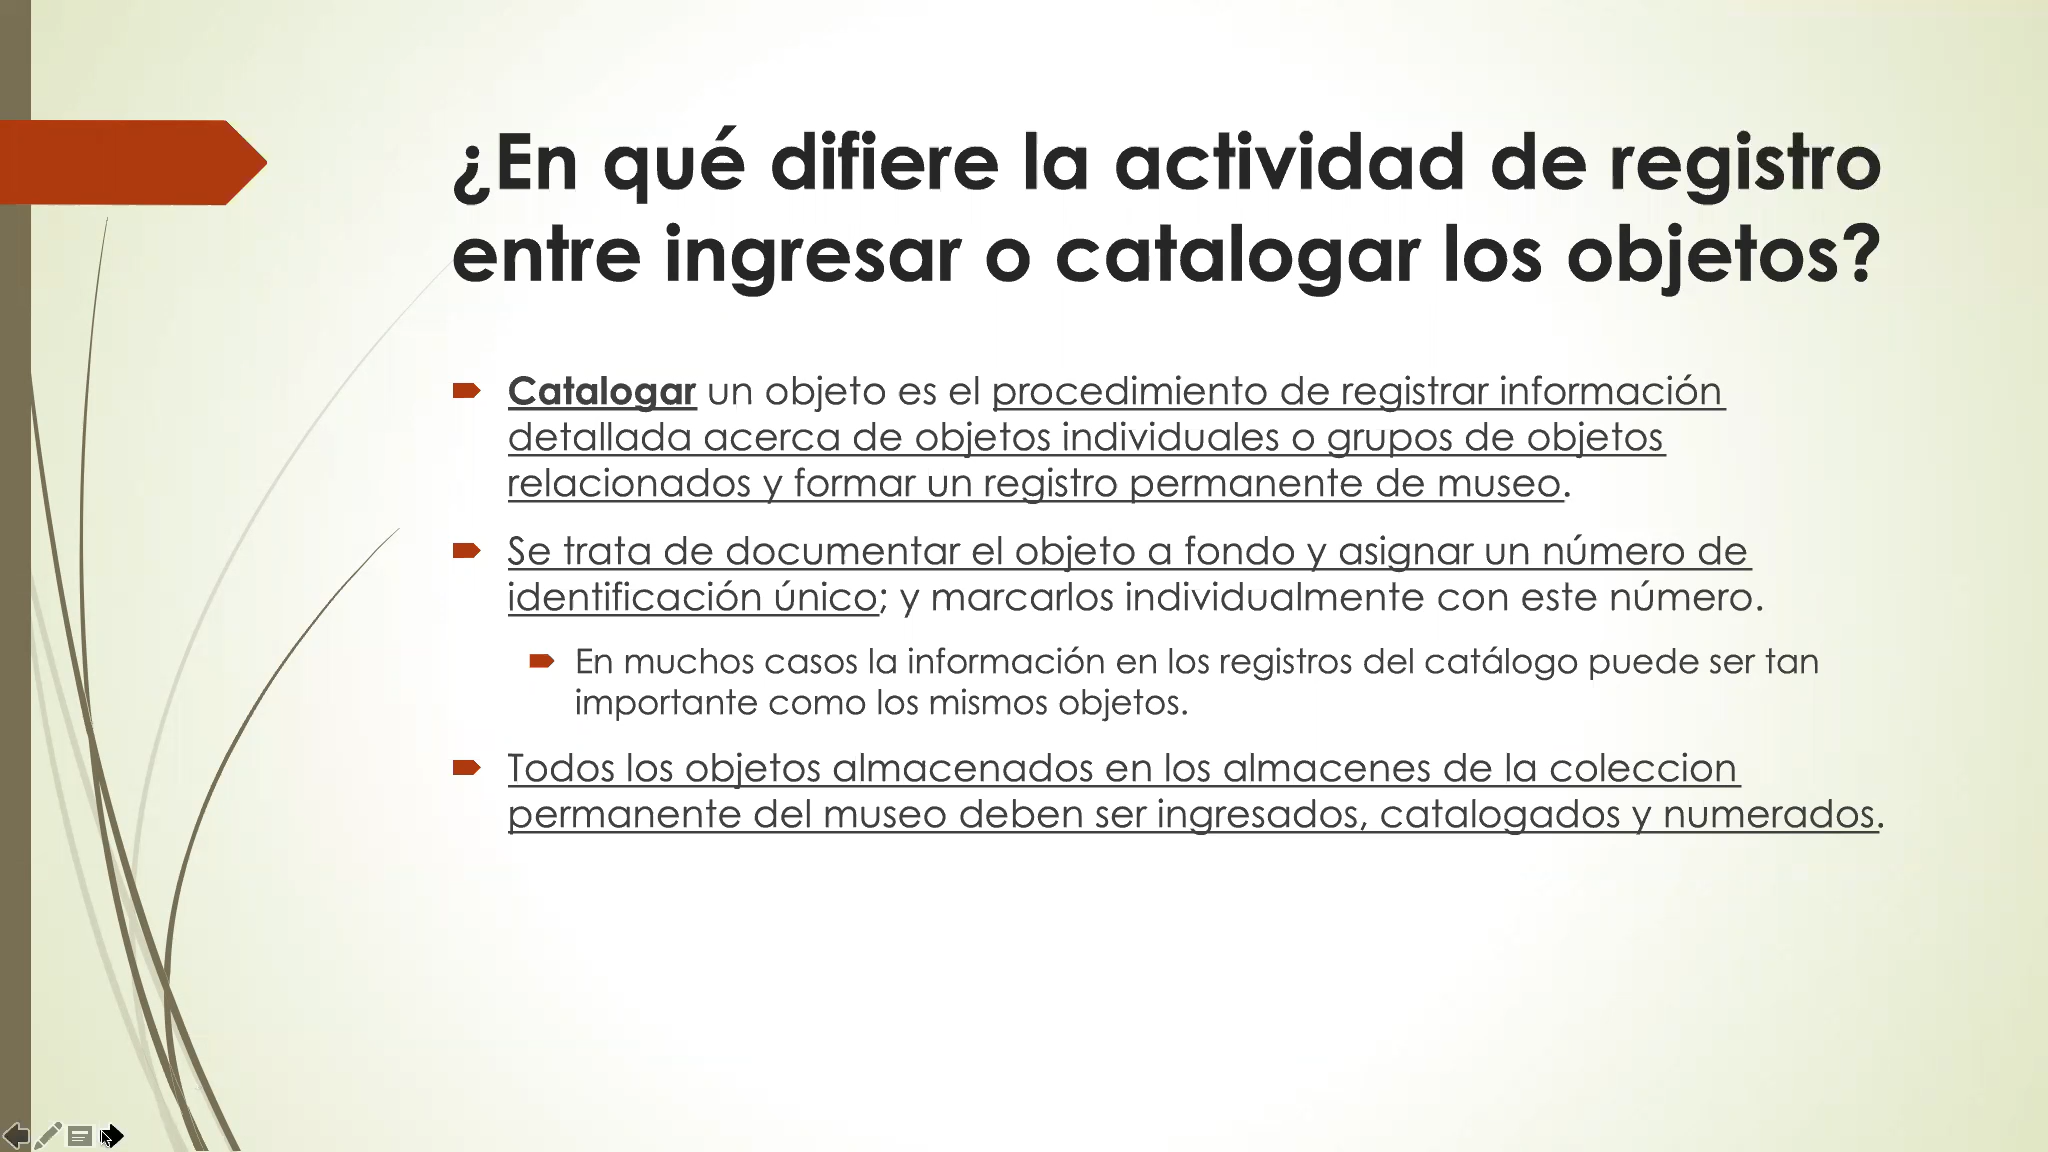 ¿En qué difiere la actividad de registro
entre ingresar o catalogar los objetos?
Catalogar un objeto es el procedimiento de registrar información
detallada acerca de objetos individuales o grupos de objetos
relacionados y formar un registro permanente de museo.
Se trata de documentar el objeto a fondo y asignar un número de
identificación único; y marcarlos individualmente con este número.
En muchos casos la información en los registros del catálogo puede ser tan
importante como los mismos objetos.
Todos los objetos almacenados en los almacenes de la coleccion
permanente del museo deben ser ingresados, catalogados y numerados.